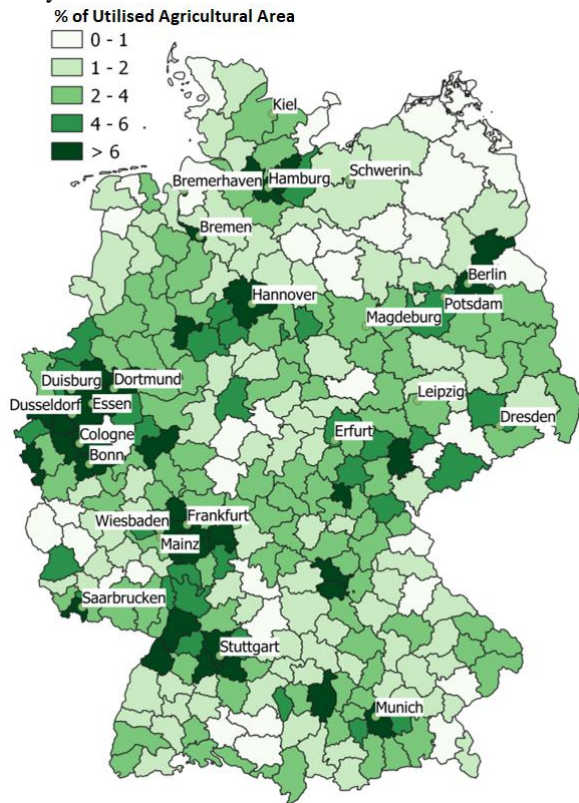 % of Utilised Agricultural Area
0 - 1
1 - 2
2 - 4
4 - 6
> 6
Kiel
Schwerin
Bremerhaven
Hamburg
Bremen
Berlin
Hannover
Potsdam
Magdeburg
Duisburg
Dortmund
Leipzig
Dusseldorf
Essen
Dresden
Cologne
Erfurt
Bonn
Wiesbaden
Frankfurt
Mainz
Saarbrucken
Stuttgart
Munich